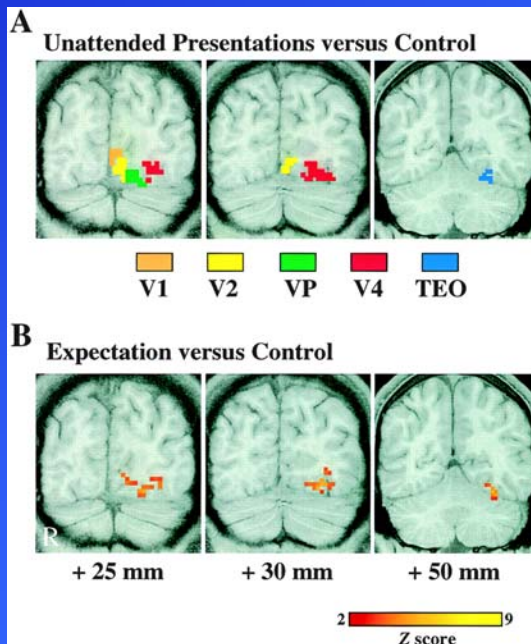 A
Unattended Presentations versus Control
V1 V2 VP V4 TEO
B
Expectation versus Control
R
+ 25 mm + 30 mm + 50 mm
2 9
Z score